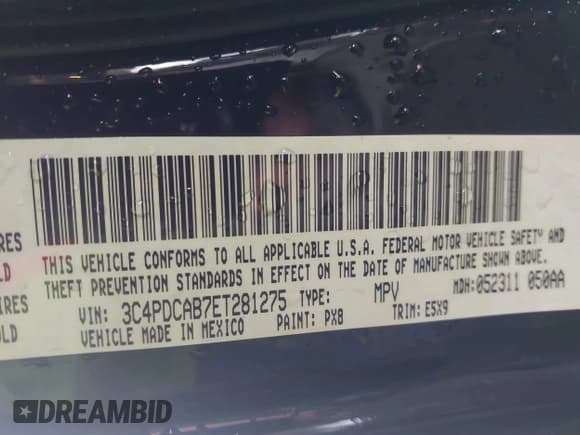 IRES
LD
IRES
OLD
THIS VEHICLE CONFORMS TO ALL APPLICABLE U.S.A. FEDERAL MOTOR VEHICLE SAFETY AND
THEFT PREVENTION STANDARDS IN EFFECT ON THE DATE OF MANUFACTURE SHOWN ABOVE.
VIN: 3C4PDCAB7ET281275 TYPE: MPV MDH:052311 050AA
VEHICLE MADE IN MEXICO PAINT: PX8 TRIM: E5X9
DREAMBID